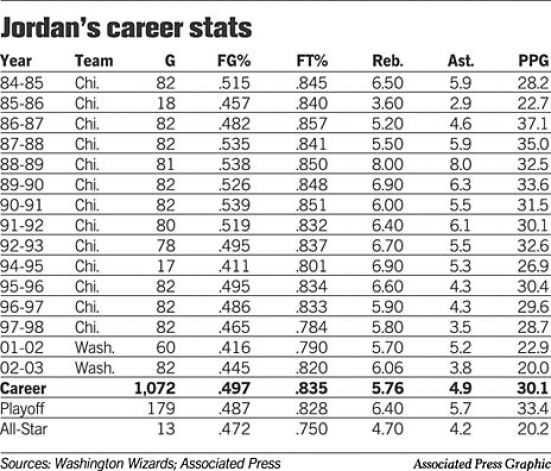 Jordan's career stats
Year Team G FG% FT% Reb. Ast. PPG
84-85 Chi. 82 .515 .845 6.50 5.9 28.2
85-86 Chi. 18 .457 .840 3.60 2.9 22.7
86-87 Chi. 82 .482 .857 5.20 4.6 37.1
87-88 Chi. 82 .535 .841 5.50 5.9 35.0
88-89 Chi. 81 .538 .850 8.00 8.0 32.5
89-90 Chi. 82 .526 .848 6.90 6.3 33.6
90-91 Chi. 82 .539 .851 6.00 5.5 31.5
91-92 Chi. 80 .519 .832 6.40 6.1 30.1
92-93 Chi. 78 .495 .837 6.70 5.5 32.6
94-95 Chi. 17 .411 .801 6.90 5.3 26.9
95-96 Chi. 82 .495 .834 6.60 4.3 30.4
96-97 Chi. 82 .486 .833 5.90 4.3 29.6
97-98 Chi. 82 .465 .784 5.80 3.5 28.7
01-02 Wash. 60 .416 .790 5.70 5.2 22.9
02-03 Wash. 82 .445 .820 6.06 3.8 20.0
Career 1,072 .497 .835 5.76 4.9 30.1
Playoff 179 .487 .828 6.40 5.7 33.4
All-Star 13 .472 .750 4.70 4.2 20.2
Sources: Washington Wizards; Associated Press Associated Press Graphic